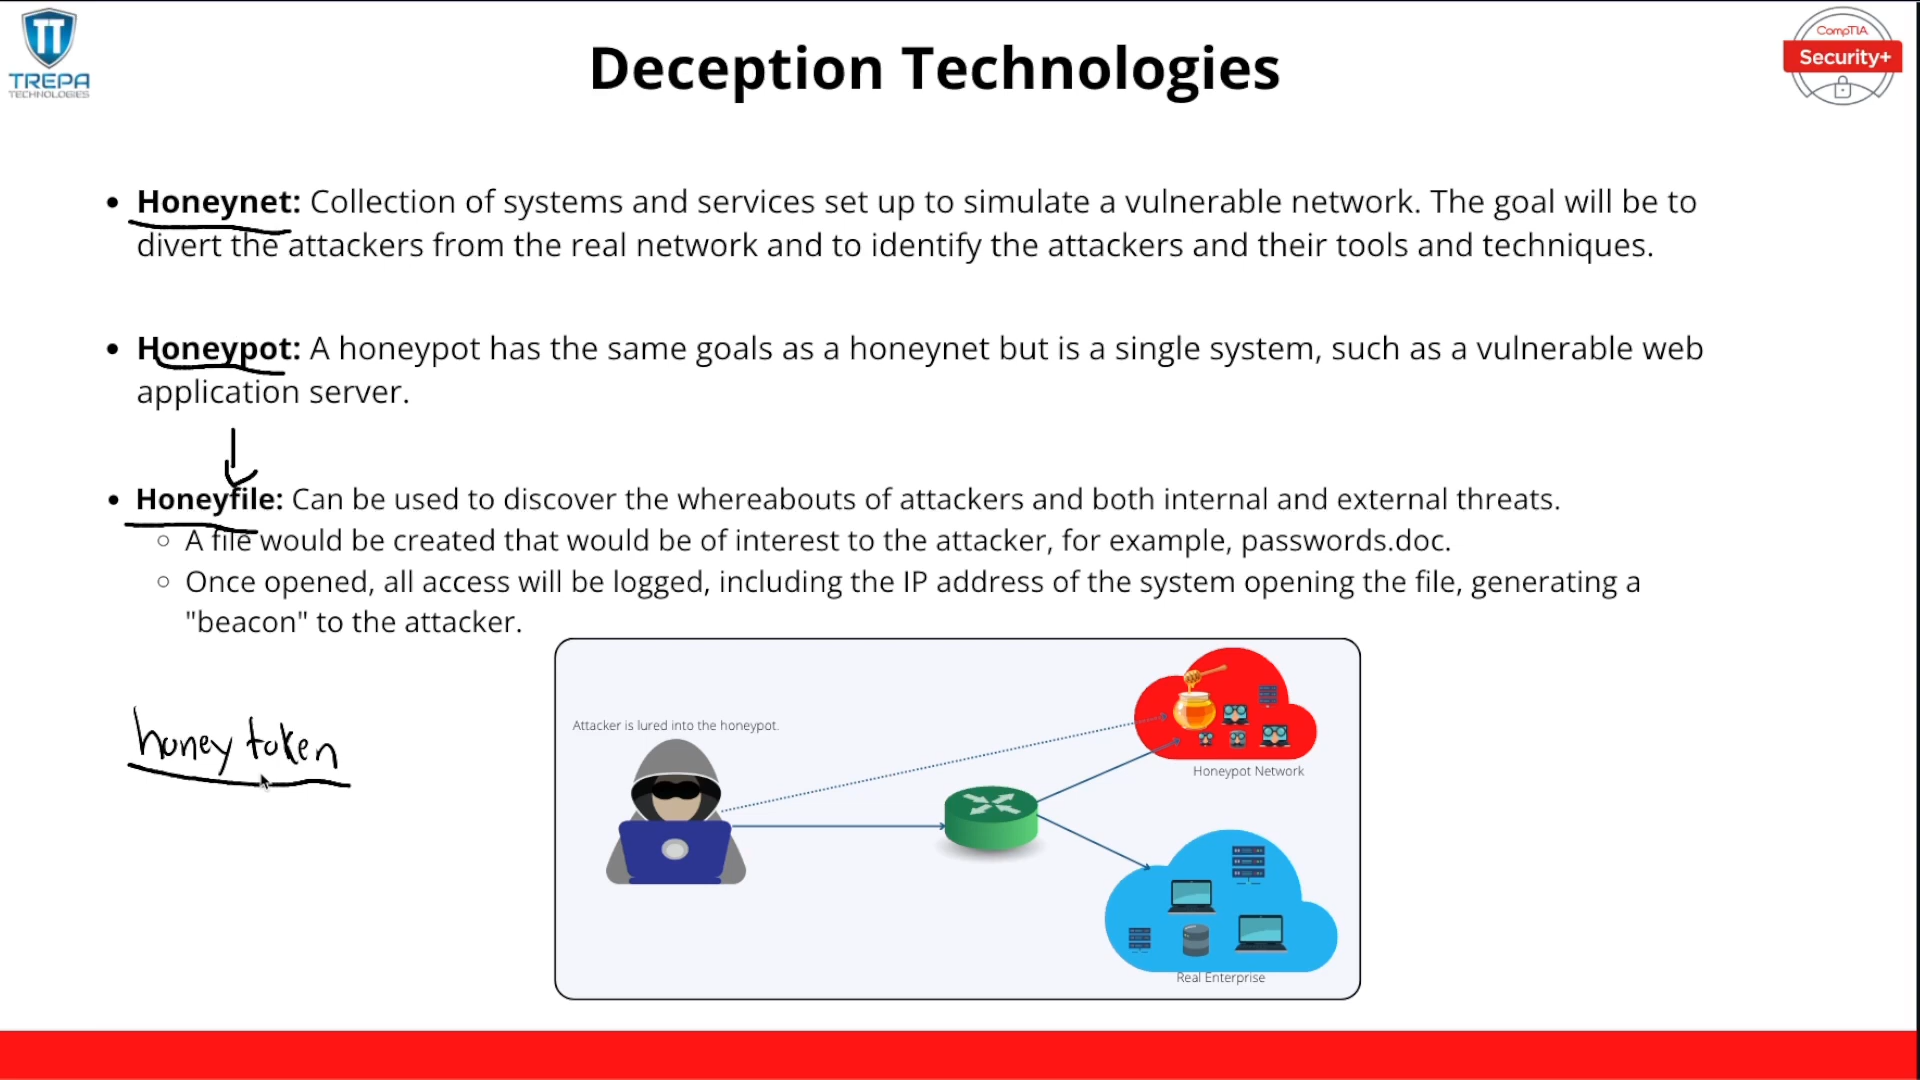 TREPA
TECHNOLOGIES
Deception Technologies
CompTIA
Security+
• Honeynet: Collection of systems and services set up to simulate a vulnerable network. The goal will be to
divert the attackers from the real network and to identify the attackers and their tools and techniques.
• Honeypot: A honeypot has the same goals as a honeynet but is a single system, such as a vulnerable web
application server.
• Honeyfile: Can be used to discover the whereabouts of attackers and both internal and external threats.
○ A file would be created that would be of interest to the attacker, for example, passwords.doc.
○ Once opened, all access will be logged, including the IP address of the system opening the file, generating a
"beacon" to the attacker.
honey token
Attacker is lured into the honeypot.
Honeypot Network
Real Enterprise